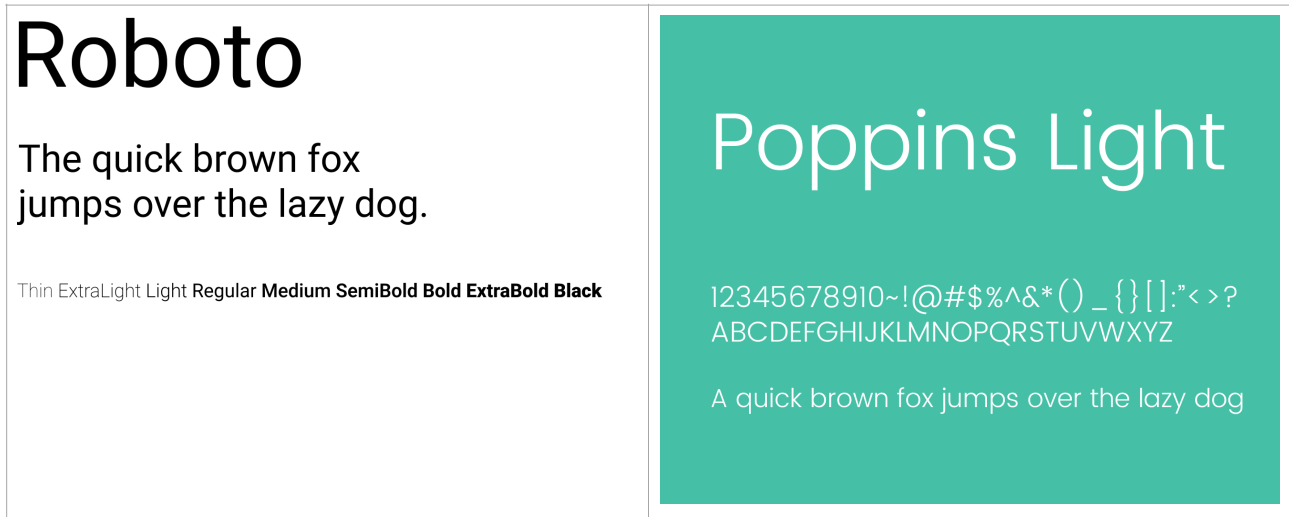 Roboto
The quick brown fox
jumps over the lazy dog.
Thin ExtraLight Light Regular Medium SemiBold Bold ExtraBold Black
Poppins Light
12345678910~!@#$%^&*()_{}[]:”<>?
ABCDEFGHIJKLMNOPQRSTUVWXYZ
A quick brown fox jumps over the lazy dog